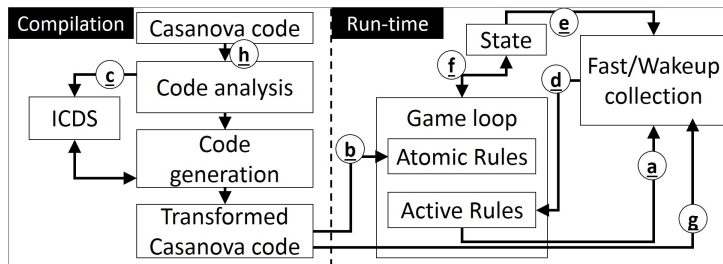 Compilation
Casanova code
Run-time
e
State
h
c
f
d
Fast/Wakeup
collection
Code analysis
ICDS
Game loop
Code
generation
b
Atomic Rules
a
Active Rules
g
Transformed
Casanova code